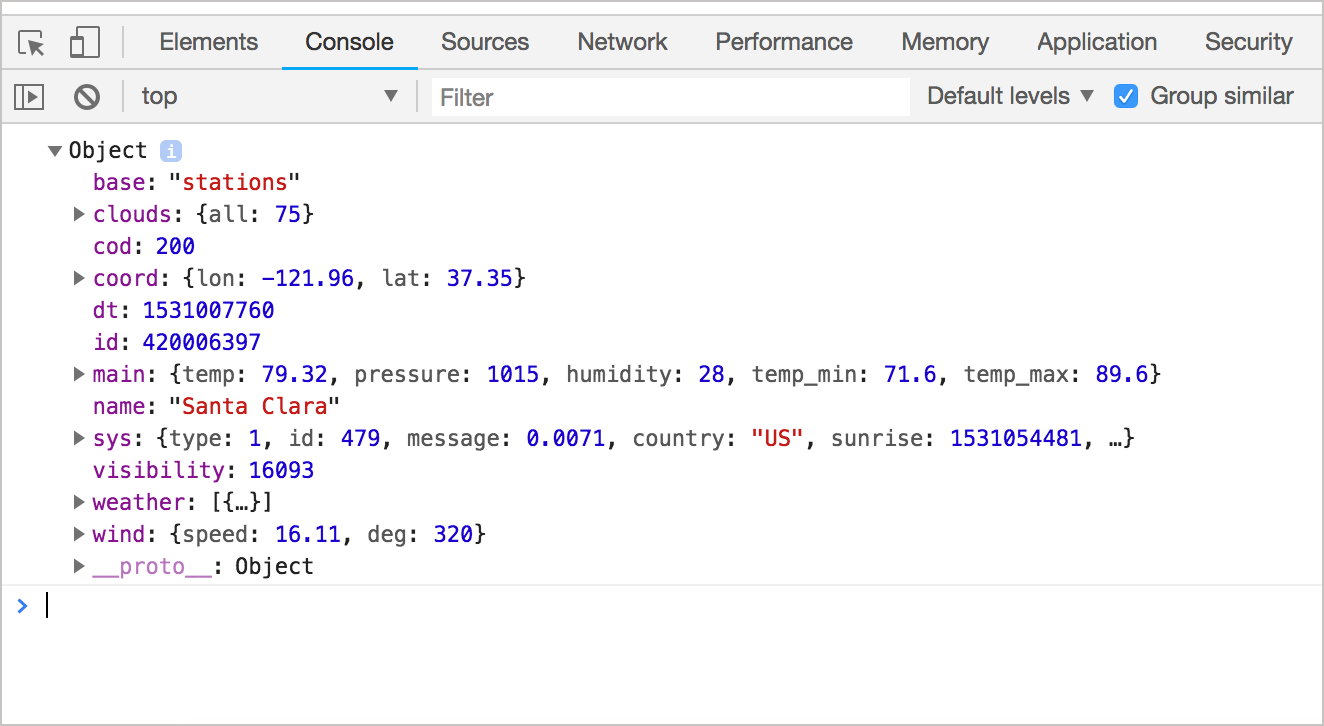 Elements Console Sources Network Performance Memory Application Security
top Filter Default levels Group similar
Object i
base: "stations"
clouds: {all: 75}
cod: 200
coord: {lon: -121.96, lat: 37.35}
dt: 1531007760
id: 420006397
main: {temp: 79.32, pressure: 1015, humidity: 28, temp_min: 71.6, temp_max: 89.6}
name: "Santa Clara"
sys: {type: 1, id: 479, message: 0.0071, country: "US", sunrise: 1531054481, …}
visibility: 16093
weather: [{…}]
wind: {speed: 16.11, deg: 320}
__proto__: Object